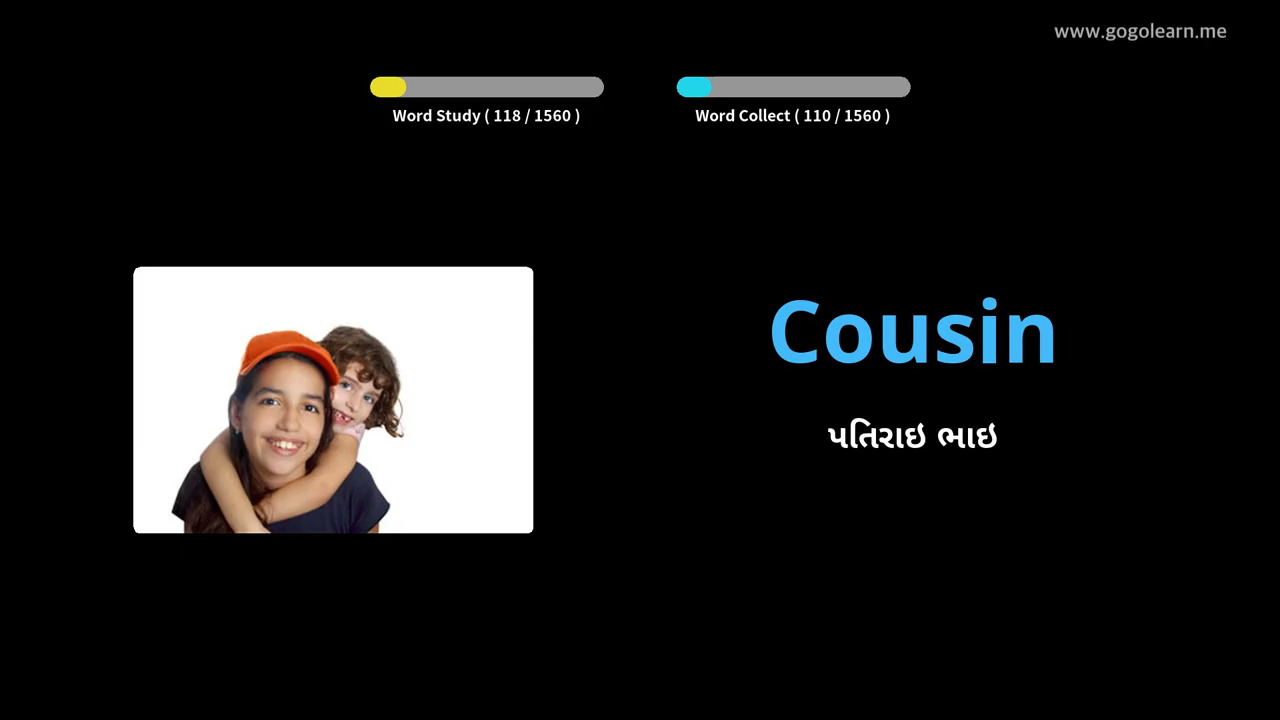 www.gogolearn.me
Word Study ( 118 / 1560 )
Word Collect ( 110 / 1560 )
Cousin
પતિરાઇ ભાઇ